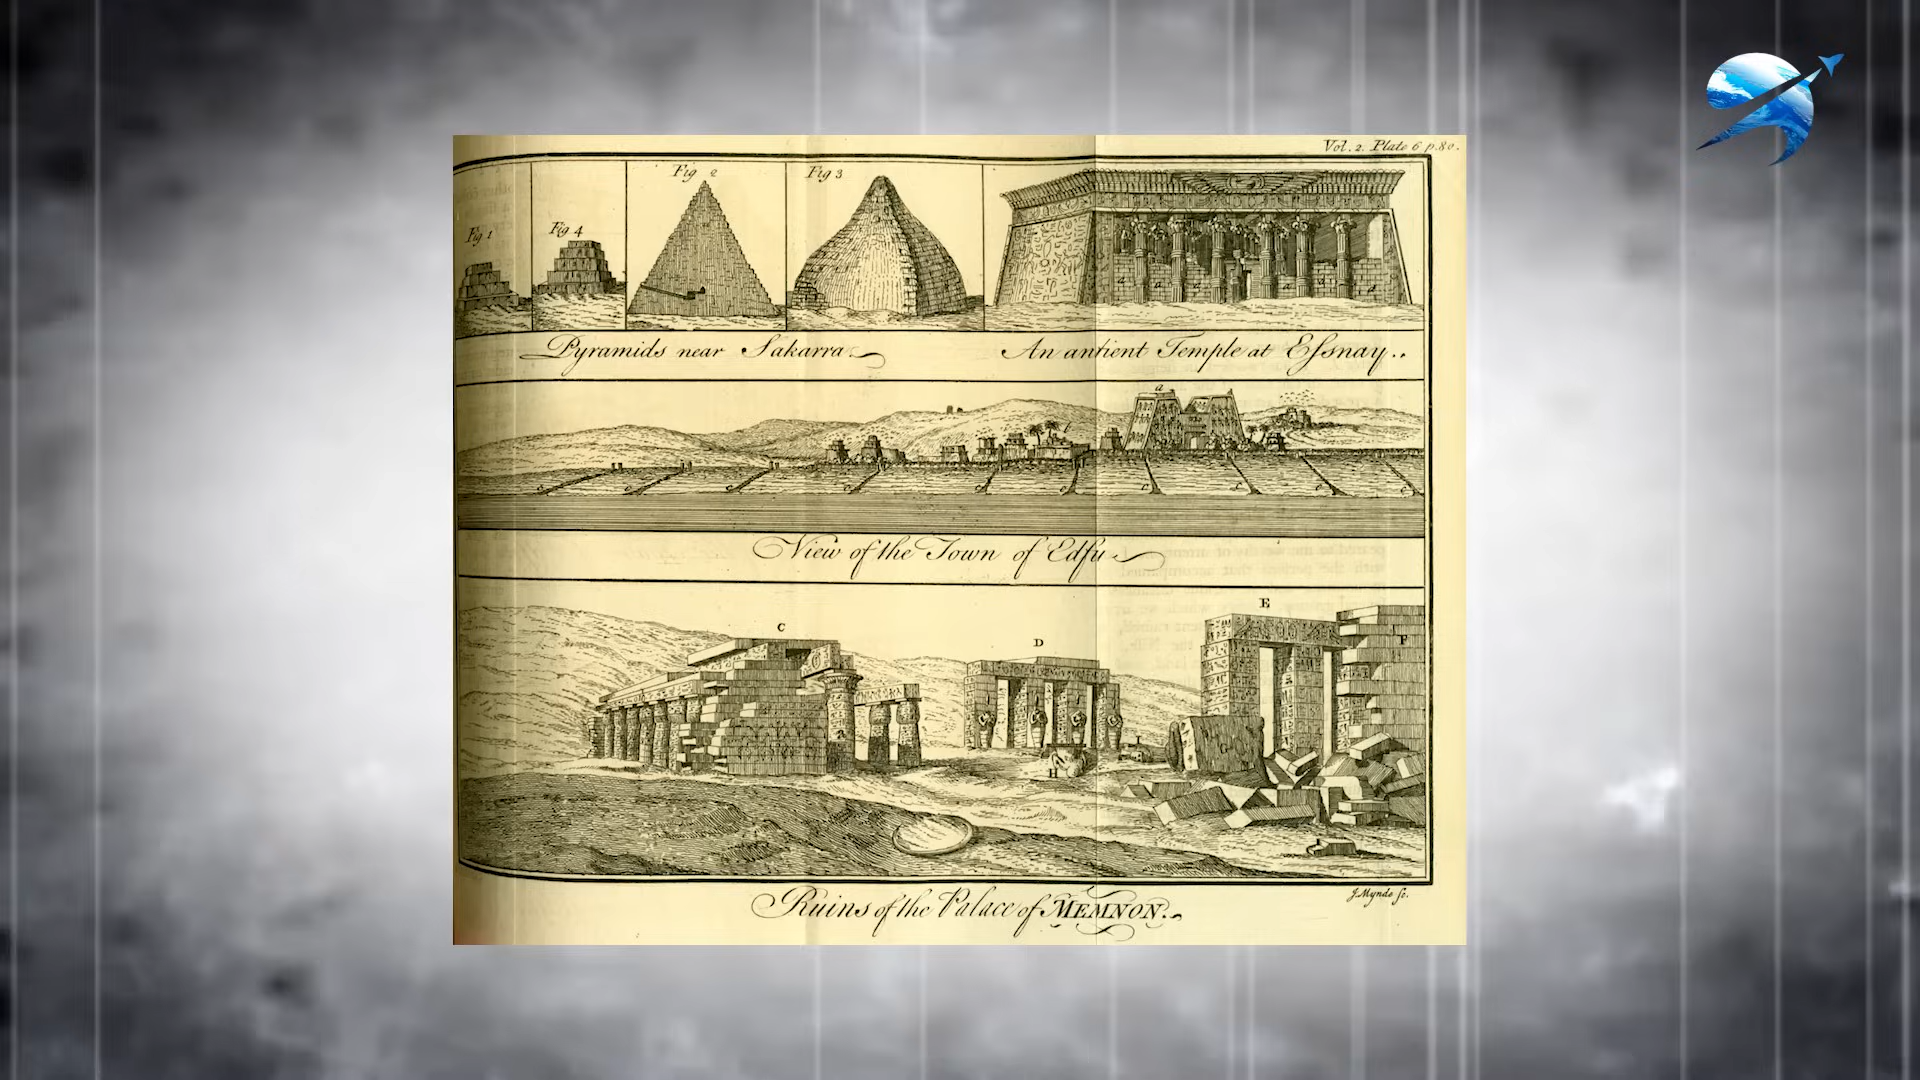 Vol. 2. Plate 6 p.80.
Fig 1
Fig 4
Fig 2
Fig 3
Pyramids near Sakarra
An antient Temple at Eſsnay..
a
View of the Town of Edfu
C
D
E
F
H
Ruins of the Palace of MEMNON.
J. Mynde ſc.